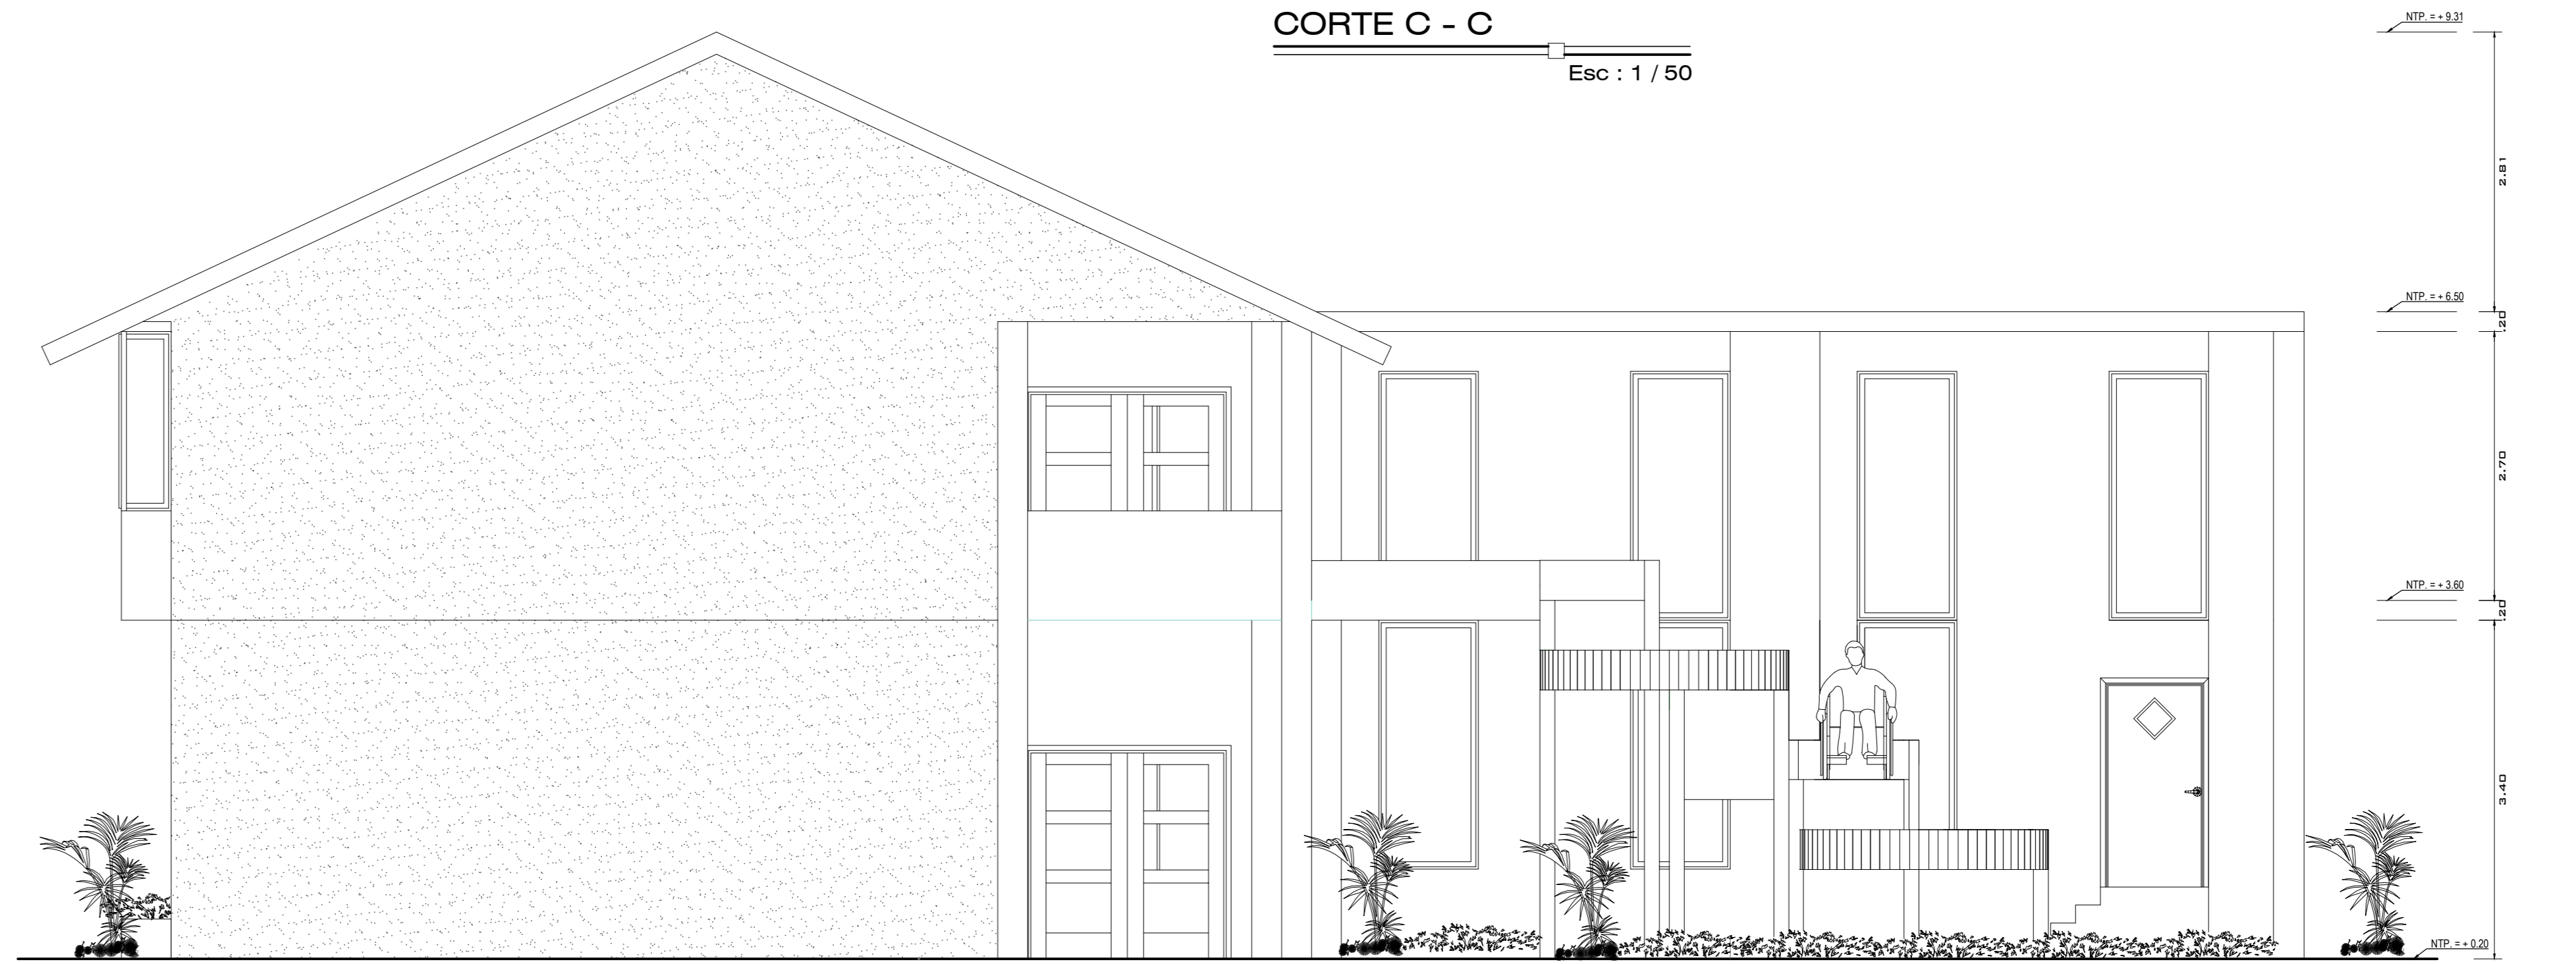 CORTE C - C
Esc : 1 / 50
NTP. = + 9.31
2.81
NTP. = + 6.50
.20
2.70
NTP. = + 3.60
.20
3.40
NTP. = + 0.20